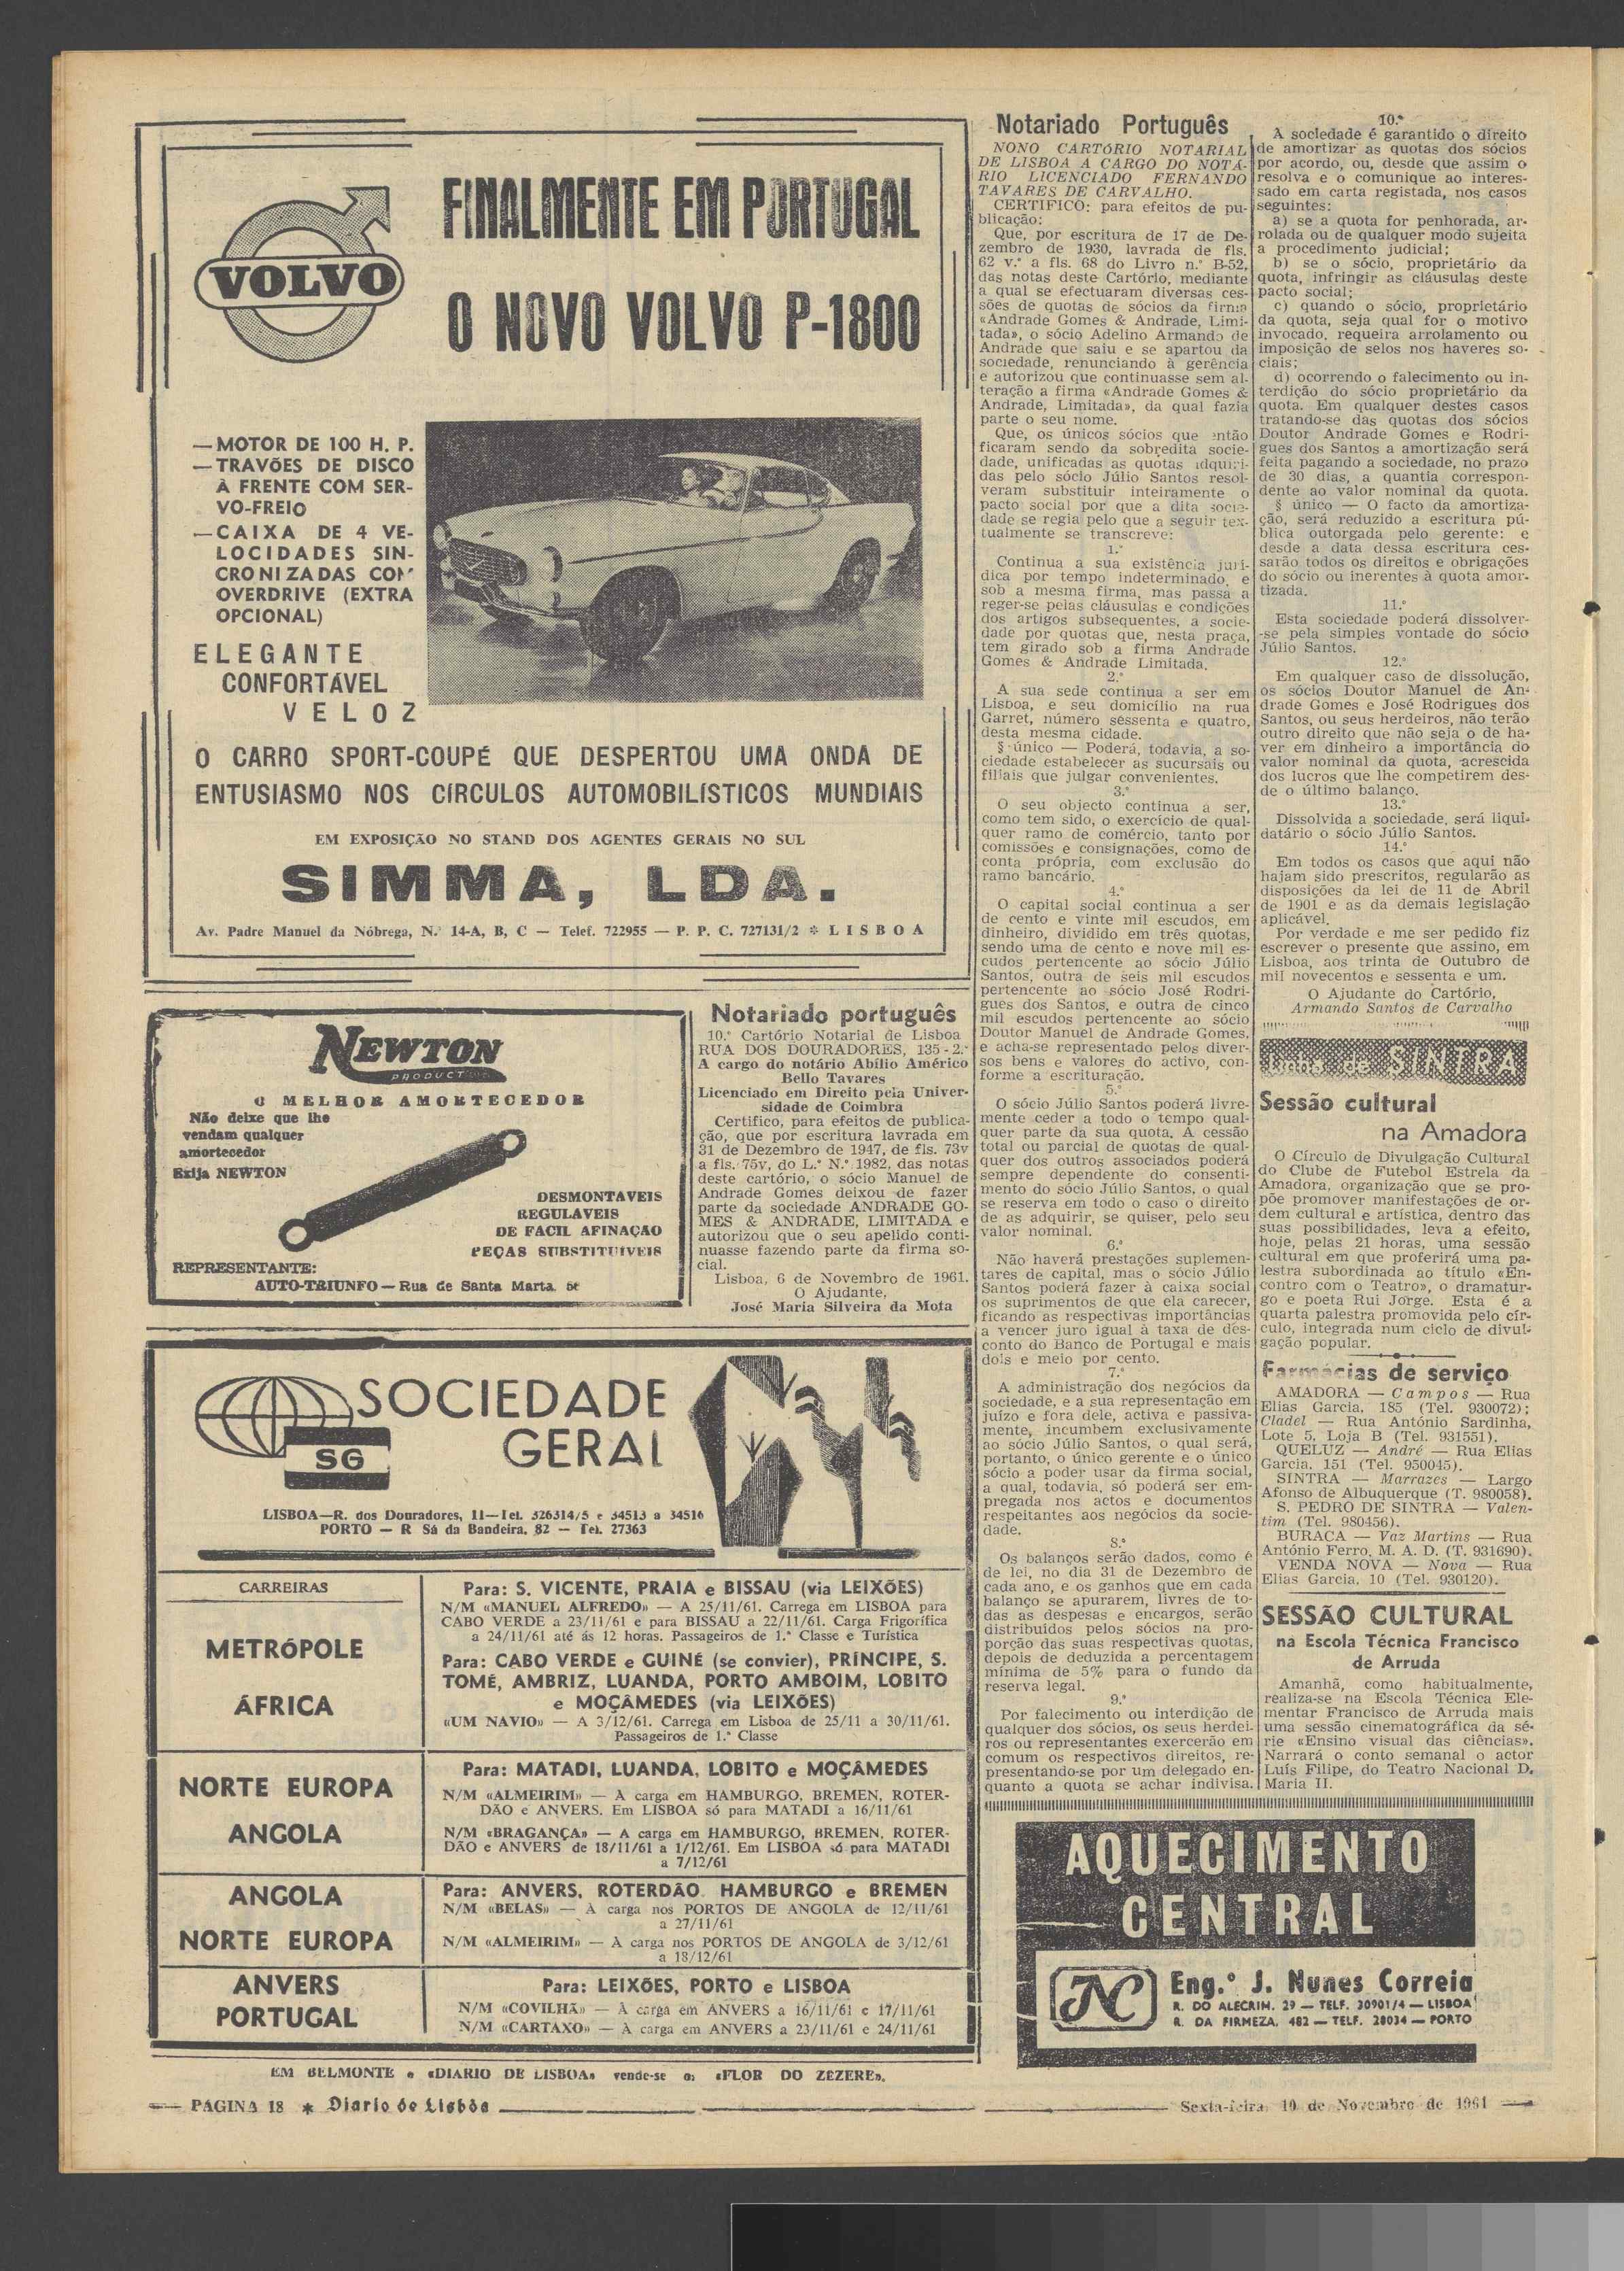 VOLVO
FINALMENTE EM PORTUGAL
O NOVO VOLVO P-1800
— MOTOR DE 100 H. P.
— TRAVÕES DE DISCO
À FRENTE COM SER-
VO-FREIO
— CAIXA DE 4 VE-
LOCIDADES SIN-
CRONIZADAS COM
OVERDRIVE (EXTRA
OPCIONAL)
ELEGANTE
CONFORTÁVEL
VELOZ
O CARRO SPORT-COUPÉ QUE DESPERTOU UMA ONDA DE
ENTUSIASMO NOS CÍRCULOS AUTOMOBILÍSTICOS MUNDIAIS
EM EXPOSIÇÃO NO STAND DOS AGENTES GERAIS NO SUL
SIMMA, LDA.
Av. Padre Manuel da Nóbrega, N.º 14-A, B, C — Telef. 722955 — P. P. C. 727131/2 * LISBOA
NEWTON
PRODUCT
O MELHOR AMORTECEDOR
Não deixe que lhe
vendam qualquer
amortecedor
Exija NEWTON
DESMONTAVEIS
REGULAVEIS
DE FACIL AFINAÇAO
PEÇAS SUBSTITUIVEIS
REPRESENTANTE:
AUTO-TRIUNFO — Rua de Santa Marta,
Notariado português
10.º Cartório Notarial de Lisboa
RUA DOS DOURADORES, 135-2.º
A cargo do notário Abílio Américo
Bello Tavares
Licenciado em Direito pela Univer-
sidade de Coimbra
Certifico, para efeitos de publica-
ção, que por escritura lavrada em
31 de Dezembro de 1947, de fls. 73v
a fls. 75v, do L.º N.º 1982, das notas
deste cartório, o sócio Manuel de
Andrade Gomes deixou de fazer
parte da sociedade ANDRADE GO-
MES & ANDRADE, LIMITADA e
autorizou que o seu apelido conti-
nuasse fazendo parte da firma so-
cial.
Lisboa, 6 de Novembro de 1961.
O Ajudante,
José Maria Silveira da Mota
SOCIEDADE
GERAL
SG
LISBOA—R. dos Douradores, 11—Tel. 326314/5 e 34513 a 34516
PORTO — R Sá da Bandeira, 82 — Tel. 27363
CARREIRAS
METRÓPOLE
ÁFRICA
Para: S. VICENTE, PRAIA e BISSAU (via LEIXÕES)
N/M «MANUEL ALFREDO» — A 25/11/61. Carrega em LISBOA para
CABO VERDE a 23/11/61 e para BISSAU a 22/11/61. Carga Frigorífica
a 24/11/61 até ás 12 horas. Passageiros de 1.ª Classe e Turística
Para: CABO VERDE e GUINÉ (se convier), PRÍNCIPE, S.
TOMÉ, AMBRIZ, LUANDA, PORTO AMBOIM, LOBITO
e MOÇÂMEDES (via LEIXÕES)
«UM NAVIO» — A 3/12/61. Carrega em Lisboa de 25/11 a 30/11/61.
Passageiros de 1.ª Classe
NORTE EUROPA
ANGOLA
Para: MATADI, LUANDA, LOBITO e MOÇÂMEDES
N/M «ALMEIRIM» — À carga em HAMBURGO, BREMEN, ROTER-
DÃO e ANVERS. Em LISBOA só para MATADI a 16/11/61
N/M «BRAGANÇA» — A carga em HAMBURGO, BREMEN, ROTER-
DÃO e ANVERS de 18/11/61 a 1/12/61. Em LISBOA só para MATADI
a 7/12/61
ANGOLA
NORTE EUROPA
Para: ANVERS, ROTERDÃO HAMBURGO e BREMEN
N/M «BELAS» — À carga nos PORTOS DE ANGOLA de 12/11/61
a 27/11/61
N/M «ALMEIRIM» — À carga nos PORTOS DE ANGOLA de 3/12/61
a 18/12/61
ANVERS
PORTUGAL
Para: LEIXÕES, PORTO e LISBOA
N/M «COVILHÃ» — À carga em ANVERS a 16/11/61 e 17/11/61
N/M «CARTAXO» — À carga em ANVERS a 23/11/61 e 24/11/61
EM BELMONTE o «DIARIO DE LISBOA» vende-se na «FLOR DO ZEZERE».
Notariado Português
NONO CARTÓRIO NOTARIAL
DE LISBOA A CARGO DO NOTÁ-
RIO LICENCIADO FERNANDO
TAVARES DE CARVALHO.
CERTIFICO: para efeitos de pu-
blicação:
Que, por escritura de 17 de De-
zembro de 1930, lavrada de fls.
62 v.º a fls. 68 do Livro n.º B-52,
das notas deste Cartório, mediante
a qual se efectuaram diversas ces-
sões de quotas de sócios da firma
«Andrade Gomes & Andrade, Limi-
tada», o sócio Adelino Armando de
Andrade que saiu e se apartou da
sociedade, renunciando à gerência
e autorizou que continuasse sem al-
teração a firma «Andrade Gomes &
Andrade, Limitada», da qual fazia
parte o seu nome.
Que, os únicos sócios que então
ficaram sendo da sobredita socie-
dade, unificadas as quotas adquiri-
das pelo sócio Júlio Santos resol-
veram substituir inteiramente o
pacto social por que a dita socie-
dade se regia pelo que a seguir tex-
tualmente se transcreve:
1.º
Continua a sua existência jurí-
dica por tempo indeterminado, e
sob a mesma firma, mas passa a
reger-se pelas cláusulas e condições
dos artigos subsequentes, a socie-
dade por quotas que, nesta praça,
tem girado sob a firma Andrade
Gomes & Andrade Limitada.
2.º
A sua sede continua a ser em
Lisboa, e seu domicílio na rua
Garret, número sessenta e quatro,
desta mesma cidade.
§ único — Poderá, todavia, a so-
ciedade estabelecer as sucursais ou
filiais que julgar convenientes.
3.º
O seu objecto continua a ser,
como tem sido, o exercício de qual-
quer ramo de comércio, tanto por
comissões e consignações, como de
conta própria, com exclusão do
ramo bancário.
4.º
O capital social continua a ser
de cento e vinte mil escudos, em
dinheiro, dividido em três quotas,
sendo uma de cento e nove mil es-
cudos pertencente ao sócio Júlio
Santos, outra de seis mil escudos
pertencente ao sócio José Rodri-
gues dos Santos, e outra de cinco
mil escudos pertencente ao sócio
Doutor Manuel de Andrade Gomes,
e acha-se representado pelos diver-
sos bens e valores do activo, con-
forme a escrituração.
5.º
O sócio Júlio Santos poderá livre-
mente ceder a todo o tempo qual-
quer parte da sua quota. A cessão
total ou parcial de quotas de qual-
quer dos outros associados poderá
sempre dependente do consenti-
mento do sócio Júlio Santos, o qual
se reserva em todo o caso o direito
de as adquirir, se quiser, pelo seu
valor nominal.
6.º
Não haverá prestações suplemen-
tares de capital, mas o sócio Júlio
Santos poderá fazer à caixa social
os suprimentos de que ela carecer,
ficando as respectivas importâncias
a vencer juro igual à taxa de des-
conto do Banco de Portugal e mais
dois e meio por cento.
7.º
A administração dos negócios da
sociedade, e a sua representação em
juízo e fora dele, activa e passiva-
mente, incumbem exclusivamente
ao sócio Júlio Santos, o qual será,
portanto, o único gerente e o único
sócio a poder usar da firma social,
a qual, todavia, só poderá ser em-
pregada nos actos e documentos
respeitantes aos negócios da socie-
dade.
8.º
Os balanços serão dados, como é
de lei, no dia 31 de Dezembro de
cada ano, e os ganhos que em cada
balanço se apurarem, livres de to-
das as despesas e encargos, serão
distribuídos pelos sócios na pro-
porção das suas respectivas quotas,
depois de deduzida a percentagem
mínima de 5% para o fundo da
reserva legal.
9.º
Por falecimento ou interdição de
qualquer dos sócios, os seus herdei-
ros ou representantes exercerão em
comum os respectivos direitos, re-
presentando-se por um delegado en-
quanto a quota se achar indivisa.
10.º
A sociedade é garantido o direito
de amortizar as quotas dos sócios
por acordo, ou, desde que assim o
resolva e o comunique ao interes-
sado em carta registada, nos casos
seguintes:
a) se a quota for penhorada, ar-
rolada ou de qualquer modo sujeita
a procedimento judicial;
b) se o sócio, proprietário da
quota, infringir as cláusulas deste
pacto social;
c) quando o sócio, proprietário
da quota, seja qual for o motivo
invocado, requeira arrolamento ou
imposição de selos nos haveres so-
ciais;
d) ocorrendo o falecimento ou in-
terdição do sócio proprietário da
quota. Em qualquer destes casos
tratando-se das quotas dos sócios
Doutor Andrade Gomes e Rodri-
gues dos Santos a amortização será
feita pagando a sociedade, no prazo
de 30 dias, a quantia correspon-
dente ao valor nominal da quota.
§ único — O facto da amortiza-
ção, será reduzido a escritura pú-
blica outorgada pelo gerente: e
desde a data dessa escritura ces-
sarão todos os direitos e obrigações
do sócio ou inerentes à quota amor-
tizada.
11.º
Esta sociedade poderá dissolver-
-se pela simples vontade do sócio
Júlio Santos.
12.º
Em qualquer caso de dissolução,
os sócios Doutor Manuel de An-
drade Gomes e José Rodrigues dos
Santos, ou seus herdeiros, não terão
outro direito que não seja o de ha-
ver em dinheiro a importância do
valor nominal da quota, acrescida
dos lucros que lhe competirem des-
de o último balanço.
13.º
Dissolvida a sociedade, será liqui-
datário o sócio Júlio Santos.
14.º
Em todos os casos que aqui não
hajam sido prescritos, regularão as
disposições da lei de 11 de Abril
de 1901 e as da demais legislação
aplicável.
Por verdade e me ser pedido fiz
escrever o presente que assino, em
Lisboa, aos trinta de Outubro de
mil novecentos e sessenta e um.
O Ajudante do Cartório,
Armando Santos de Carvalho
Linha de SINTRA
Sessão cultural
na Amadora
O Círculo de Divulgação Cultural
do Clube de Futebol Estrela da
Amadora, organização que se pro-
põe promover manifestações de or-
dem cultural e artística, dentro das
suas possibilidades, leva a efeito,
hoje, pelas 21 horas, uma sessão
cultural em que proferirá uma pa-
lestra subordinada ao título «En-
contro com o Teatro», o dramatur-
go e poeta Rui Jorge. Esta é a
quarta palestra promovida pelo cír-
culo, integrada num ciclo de divul-
gação popular.
Farmácias de serviço
AMADORA — Campos — Rua
Elias Garcia, 185 (Tel. 930072);
Cladel — Rua António Sardinha,
Lote 5, Loja B (Tel. 931551).
QUELUZ — André — Rua Elias
Garcia, 151 (Tel. 950045).
SINTRA — Marrazes — Largo
Afonso de Albuquerque (T. 980058).
S. PEDRO DE SINTRA — Valen-
tim (Tel. 980456).
BURACA — Vaz Martins — Rua
António Ferro, M. A. D. (T. 931690).
VENDA NOVA — Nova — Rua
Elias Garcia, 10 (Tel. 930120).
SESSÃO CULTURAL
na Escola Técnica Francisco
de Arruda
Amanhã, como habitualmente,
realiza-se na Escola Técnica Ele-
mentar Francisco de Arruda mais
uma sessão cinematográfica da sé-
rie «Ensino visual das ciências».
Narrará o conto semanal o actor
Luís Filipe, do Teatro Nacional D.
Maria II.
AQUECIMENTO
CENTRAL
NC
Eng.º J. Nunes Correia
R. DO ALECRIM, 29 — TELF. 30901/4 — LISBOA
R. DA FIRMEZA, 482 — TELF. 28034 — PORTO
PÁGINA 18 * Diario de Lisbôa
Sexta-feira, 10 de Novembro de 1961